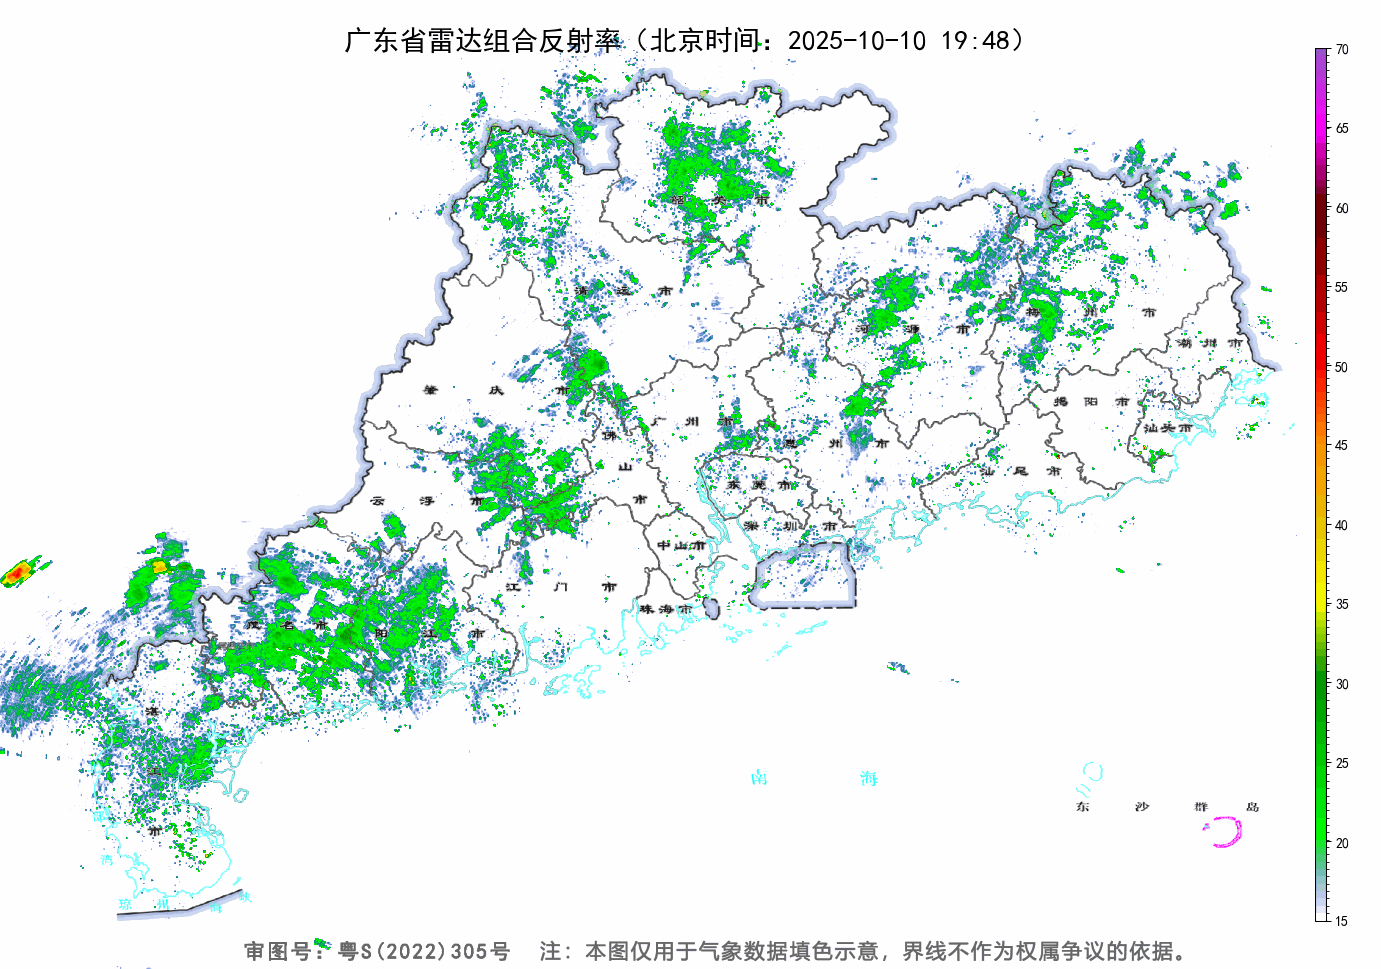 广东省雷达组合反射率（北京时间：2025-10-10 19:48）
70
65
60
55
50
45
40
35
30
25
20
15
韶关市
清远市
河源市
梅州市
潮州市
肇庆市
广州市
惠州市
揭阳市
汕头市
佛山市
云浮市
东莞市
汕尾市
深圳市
中山市
江门市
珠海市
茂名市
阳江市
湛江市
南海
东沙群岛
湾
琼州海峡
审图号：粤S(2022)305号 注：本图仅用于气象数据填色示意，界线不作为权属争议的依据。